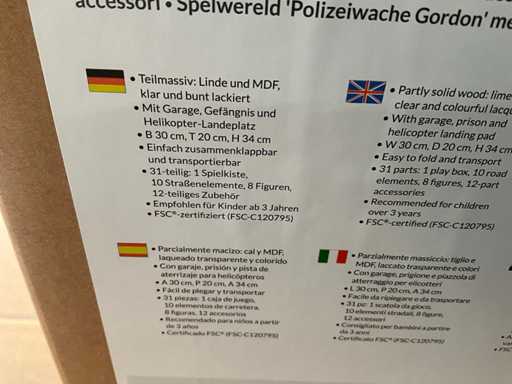 accessori • Spelwereld 'Polizeiwache Gordon' me
• Teilmassiv: Linde und MDF,
klar und bunt lackiert
• Mit Garage, Gefängnis und
Helikopter-Landeplatz
• B 30 cm, T 20 cm, H 34 cm
• Einfach zusammenklappbar
und transportierbar
• 31-teilig: 1 Spielkiste,
10 Straßenelemente, 8 Figuren,
12-teiliges Zubehör
• Empfohlen für Kinder ab 3 Jahren
• FSC®-zertifiziert (FSC-C120795)
• Partly solid wood: lime
clear and colourful lacqu
• With garage, prison and
helicopter landing pad
• W 30 cm, D 20 cm, H 34 cm
• Easy to fold and transport
• 31 parts: 1 play box, 10 road
elements, 8 figures, 12-part
accessories
• Recommended for children
over 3 years
• FSC®-certified (FSC-C120795)
• Parcialmente macizo: cal y MDF,
laqueado transparente y colorido
• Con garaje, prisión y pista de
aterrizaje para helicópteros
• A 30 cm, P 20 cm, A 34 cm
• Fácil de plegar y transportar
• 31 piezas: 1 caja de juego,
10 elementos de carretera,
8 figuras, 12 accesorios
• Recomendado para niños a partir
de 3 años
• Certificado FSC® (FSC-C120795)
• Parzialmente massiccio: tiglio e
MDF, laccato trasparente e colori
• Con garage, prigione e piazzola di
atterraggio per elicotteri
• L 30 cm, P 20 cm, A 34 cm
• Facile da ripiegare e da trasportare
• 31 pz: 1 scatola da gioco,
10 elementi stradali, 8 figure,
12 accessori
• Consigliato per bambini a partire
da 3 anni
• Certificato FSC® (FSC-C120795)